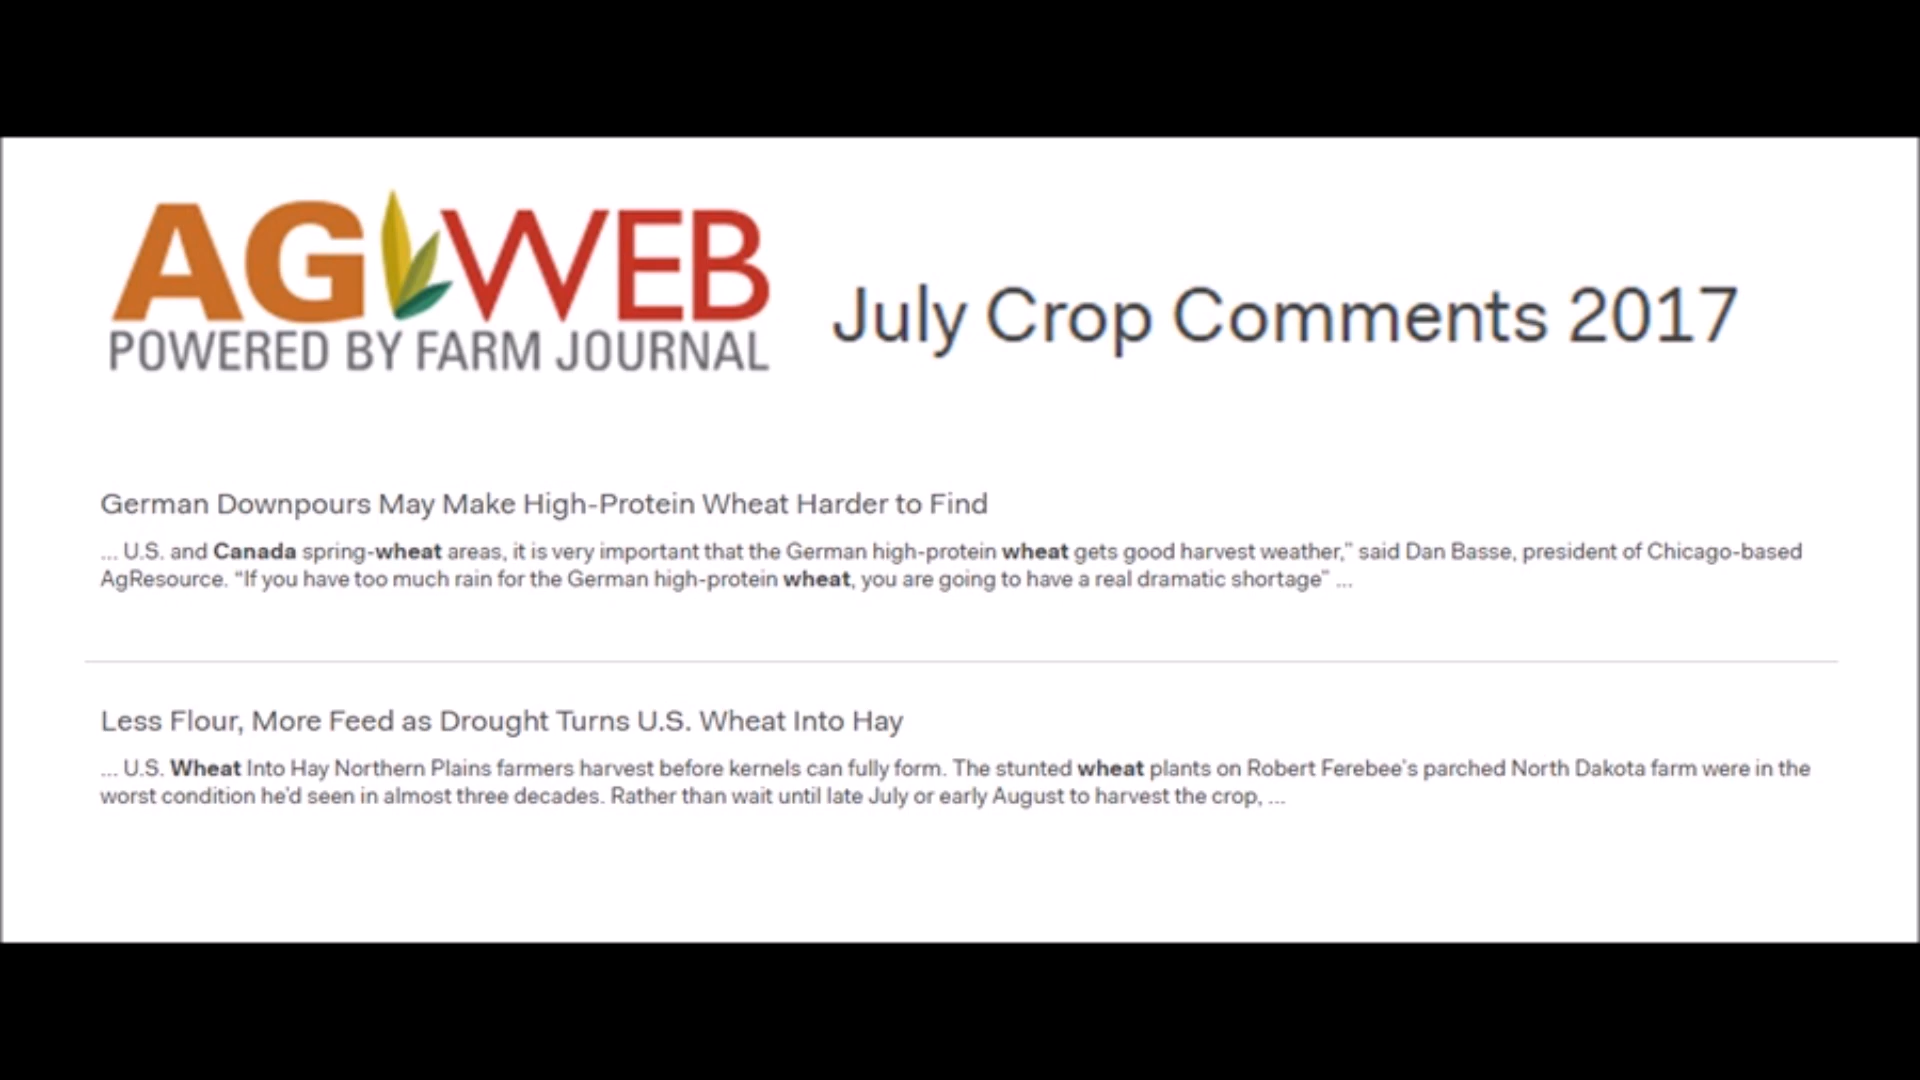 AGWEB
POWERED BY FARM JOURNAL
July Crop Comments 2017
German Downpours May Make High-Protein Wheat Harder to Find
... U.S. and Canada spring-wheat areas, it is very important that the German high-protein wheat gets good harvest weather,” said Dan Basse, president of Chicago-based
AgResource. “If you have too much rain for the German high-protein wheat, you are going to have a real dramatic shortage” ...
Less Flour, More Feed as Drought Turns U.S. Wheat Into Hay
... U.S. Wheat Into Hay Northern Plains farmers harvest before kernels can fully form. The stunted wheat plants on Robert Ferebee's parched North Dakota farm were in the
worst condition he'd seen in almost three decades. Rather than wait until late July or early August to harvest the crop, ...